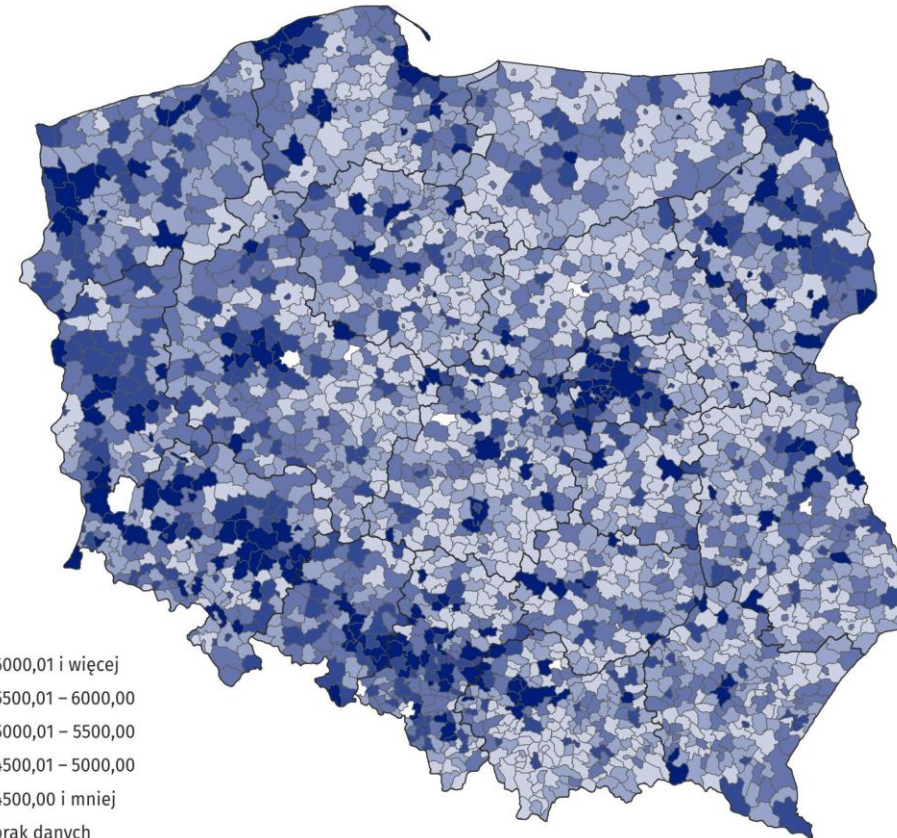 6000,01 i więcej
5500,01 – 6000,00
5000,01 – 5500,00
4500,01 – 5000,00
4500,00 i mniej
brak danych